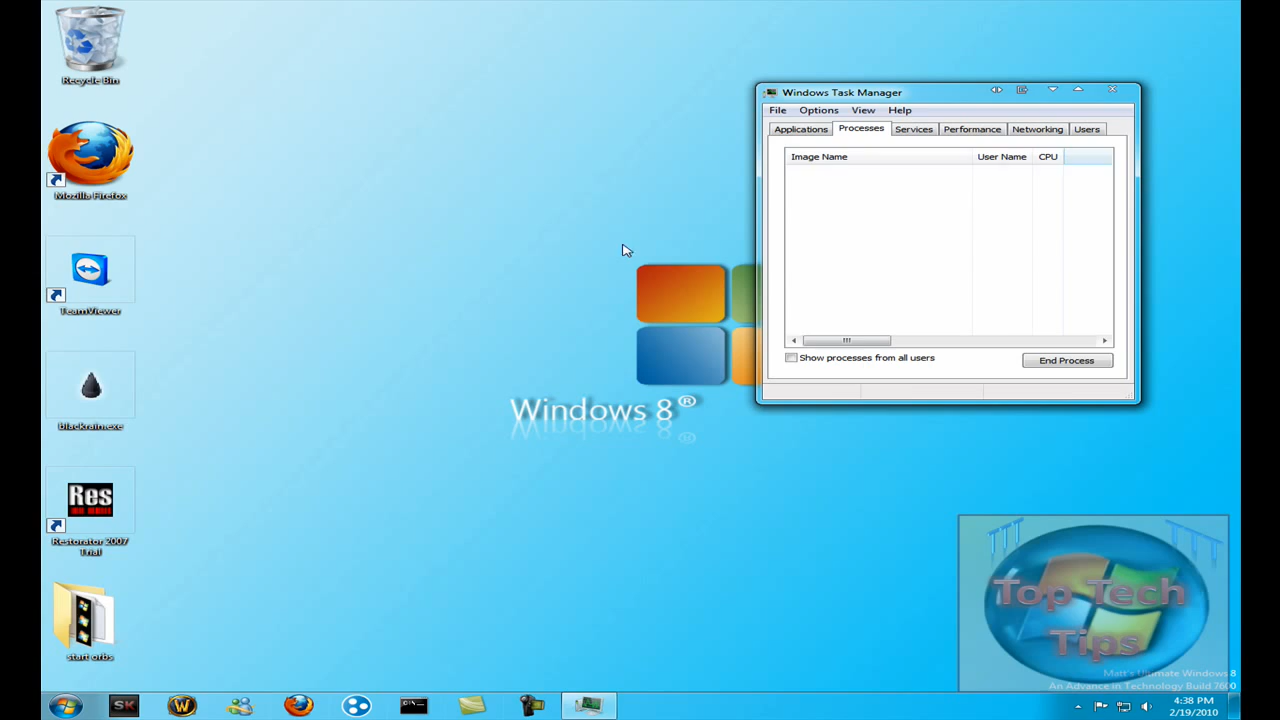 Recycle Bin
Mozilla Firefox
TeamViewer
blackrain.exe
Res
Restorator 2007
Trial
start orbs
Windows 8®
Windows Task Manager
File Options View Help
Applications Processes Services Performance Networking Users
Image Name User Name CPU
Show processes from all users
End Process
Top Tech
Tips
Matt's Ultimate Windows 8
An Advance in Technology Build 7600
SK
W
4:38 PM
2/19/2010